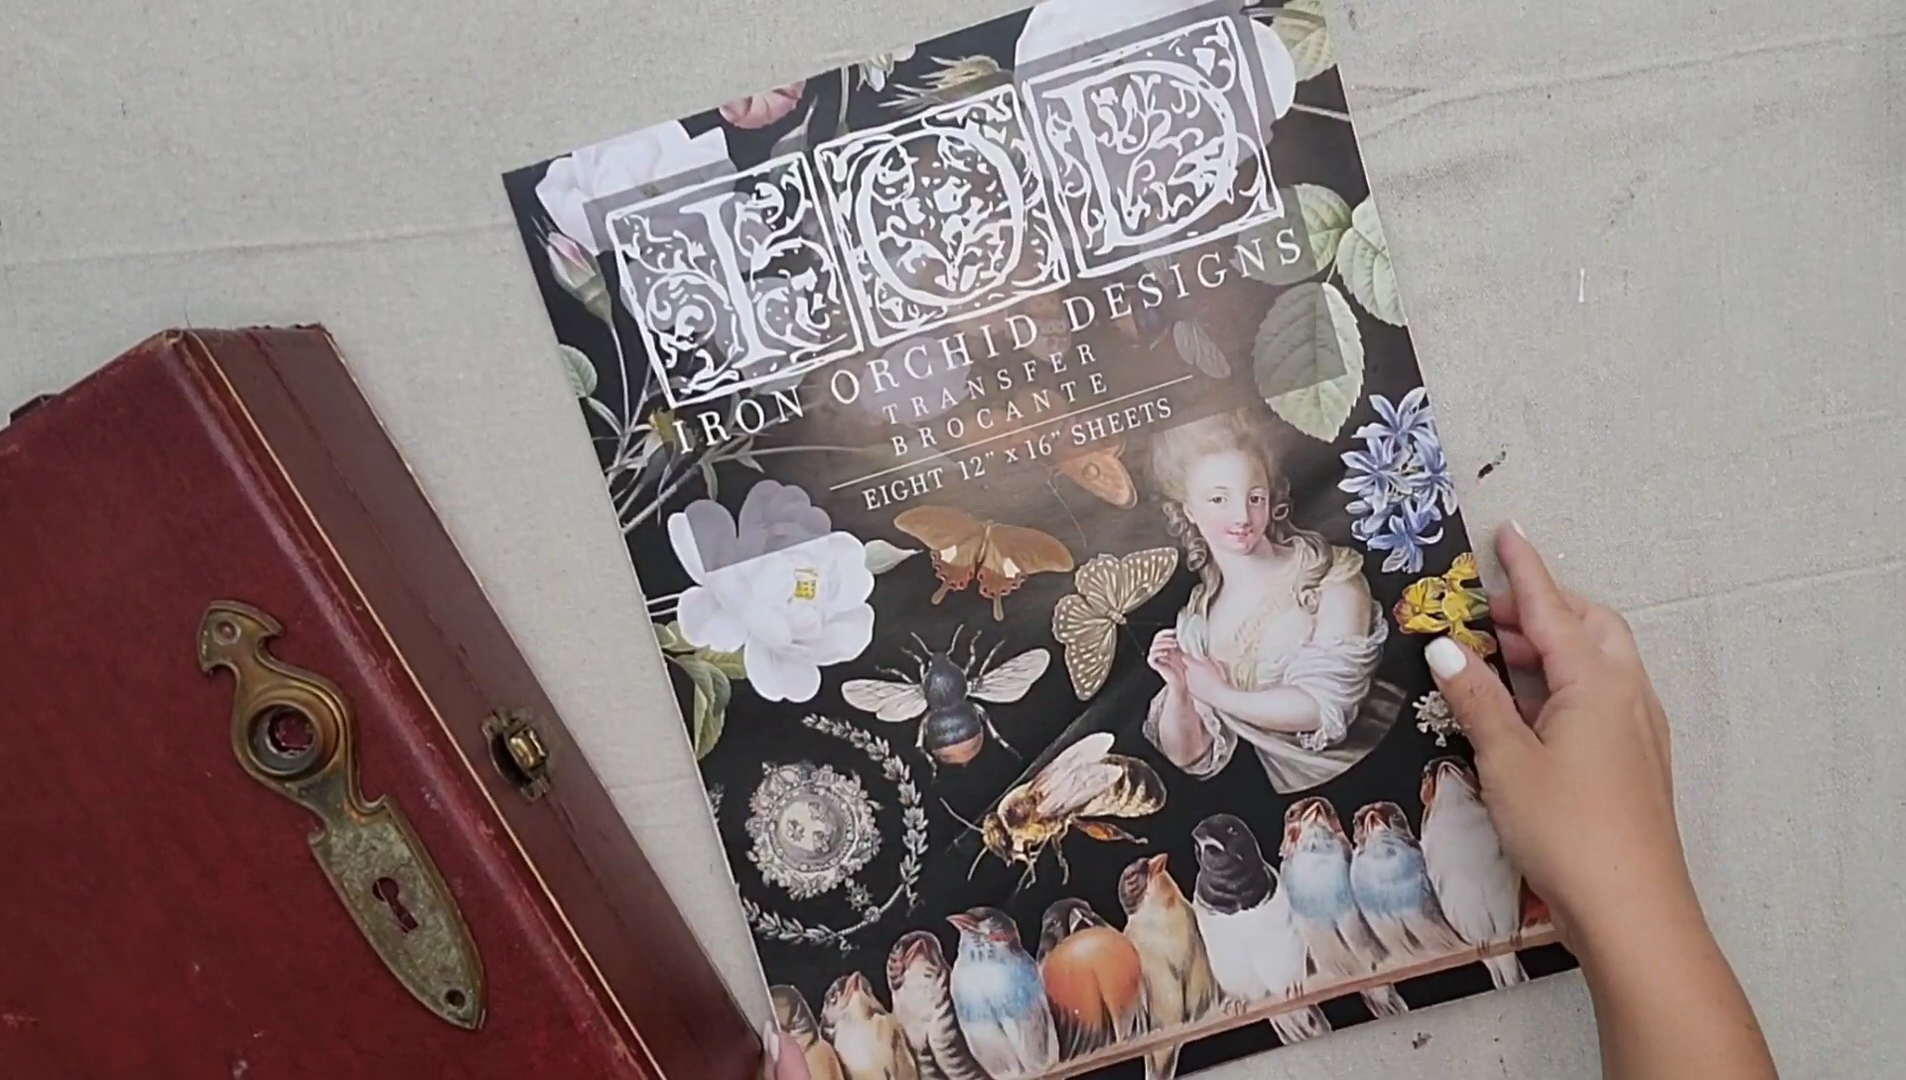 IOD
IRON ORCHID DESIGNS
TRANSFER
BROCANTE
EIGHT 12" x 16" SHEETS